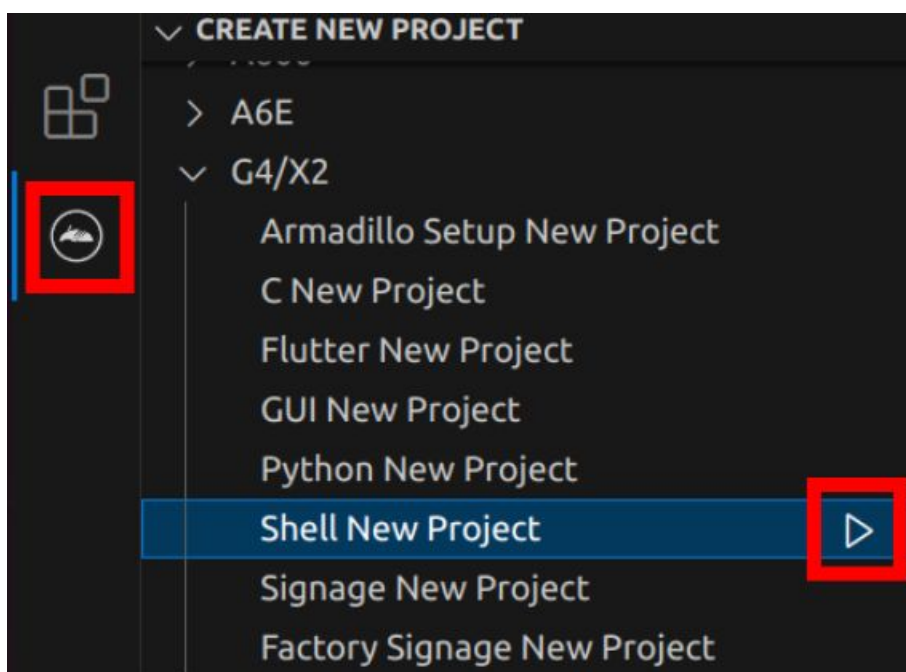 CREATE NEW PROJECT
A6E
G4/X2
Armadillo Setup New Project
C New Project
Flutter New Project
GUI New Project
Python New Project
Shell New Project
Signage New Project
Factory Signage New Project